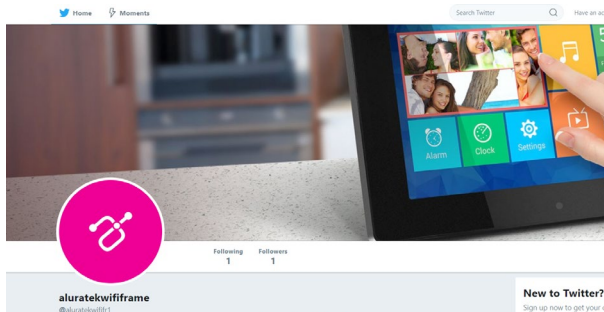 Home Moments Search Twitter Have an ac
Alarm Clock Settings
Following Followers
1 1
aluratekwififrame
@aluratekwififr1
New to Twitter?
Sign up now to get your